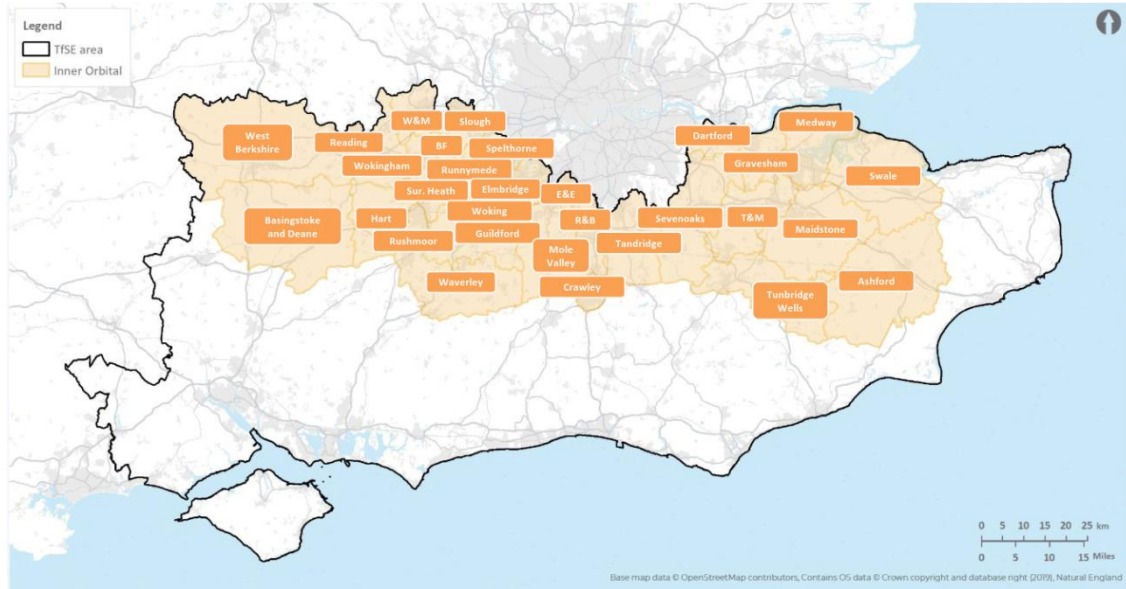 Legend
TfSE area
Inner Orbital
W&M
Slough
Medway
Dartford
West
Berkshire
Reading
BF
Spelthorne
Wokingham
Runnymede
Gravesham
Swale
Sur. Heath
Elmbridge
E&E
Basingstoke
and Deane
Hart
Woking
R&B
Sevenoaks
T&M
Maidstone
Rushmoor
Guildford
Mole
Valley
Tandridge
Waverley
Crawley
Tunbridge
Wells
Ashford
0 5 10 15 20 25 km
0 5 10 15 Miles
Base map data © OpenStreetMap contributors, Contains OS data © Crown copyright and database right (2019), Natural England